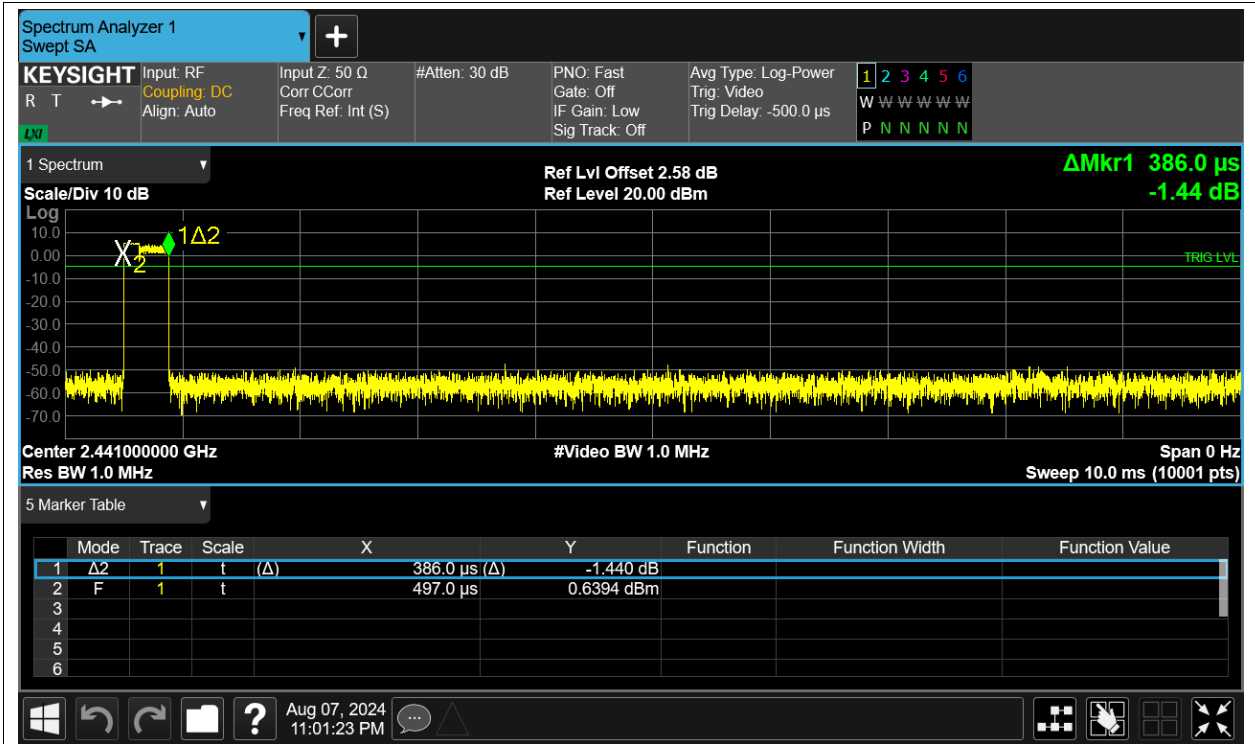 Spectrum Analyzer 1
Swept SA
KEYSIGHT
R T
LXI
Input: RF
Coupling: DC
Align: Auto
Input Z: 50 Ω
Corr CCorr
Freq Ref: Int (S)
#Atten: 30 dB
PNO: Fast
Gate: Off
IF Gain: Low
Sig Track: Off
Avg Type: Log-Power
Trig: Video
Trig Delay: -500.0 µs
1 2 3 4 5 6
W W W W W W
P N N N N N
1 Spectrum
Scale/Div 10 dB
Ref Lvl Offset 2.58 dB
Ref Level 20.00 dBm
ΔMkr1 386.0 µs
-1.44 dB
Log
10.0
0.00
-10.0
-20.0
-30.0
-40.0
-50.0
-60.0
-70.0
X
2
1Δ2
TRIG LVL
Center 2.441000000 GHz
Res BW 1.0 MHz
#Video BW 1.0 MHz
Span 0 Hz
Sweep 10.0 ms (10001 pts)
5 Marker Table
Mode Trace Scale X Y Function Function Width Function Value
1 Δ2 1 t (Δ) 386.0 µs (Δ) -1.440 dB
2 F 1 t 497.0 µs 0.6394 dBm
3
4
5
6
?
Aug 07, 2024
11:01:23 PM